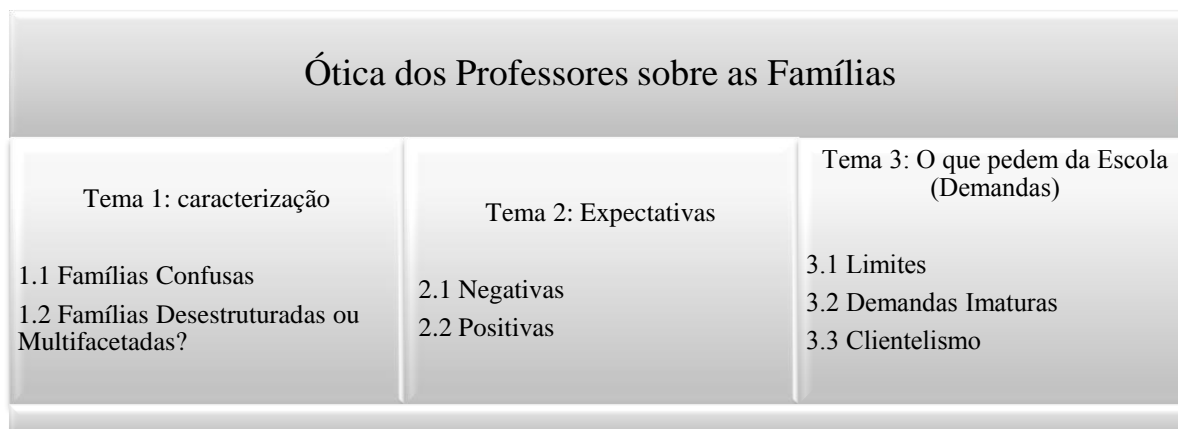 Ótica dos Professores sobre as Famílias
Tema 1: caracterização
1.1 Famílias Confusas
1.2 Famílias Desestruturadas ou
Multifacetadas?
Tema 2: Expectativas
2.1 Negativas
2.2 Positivas
Tema 3: O que pedem da Escola
(Demandas)
3.1 Limites
3.2 Demandas Imaturas
3.3 Clientelismo